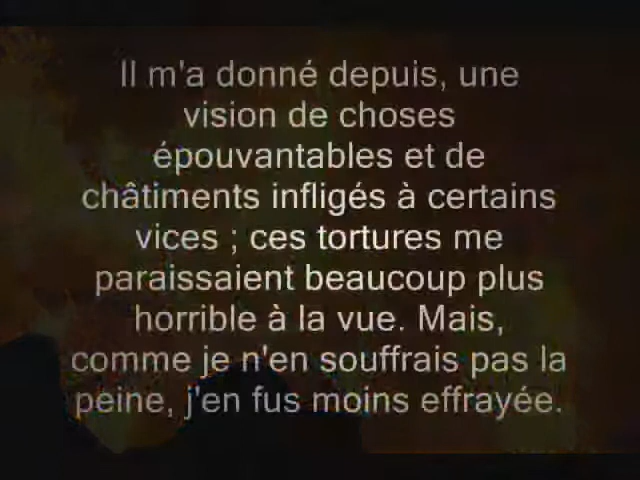 Il m'a donné depuis, une
vision de choses
épouvantables et de
châtiments infligés à certains
vices ; ces tortures me
paraissaient beaucoup plus
horrible à la vue. Mais,
comme je n'en souffrais pas la
peine, j'en fus moins effrayée.